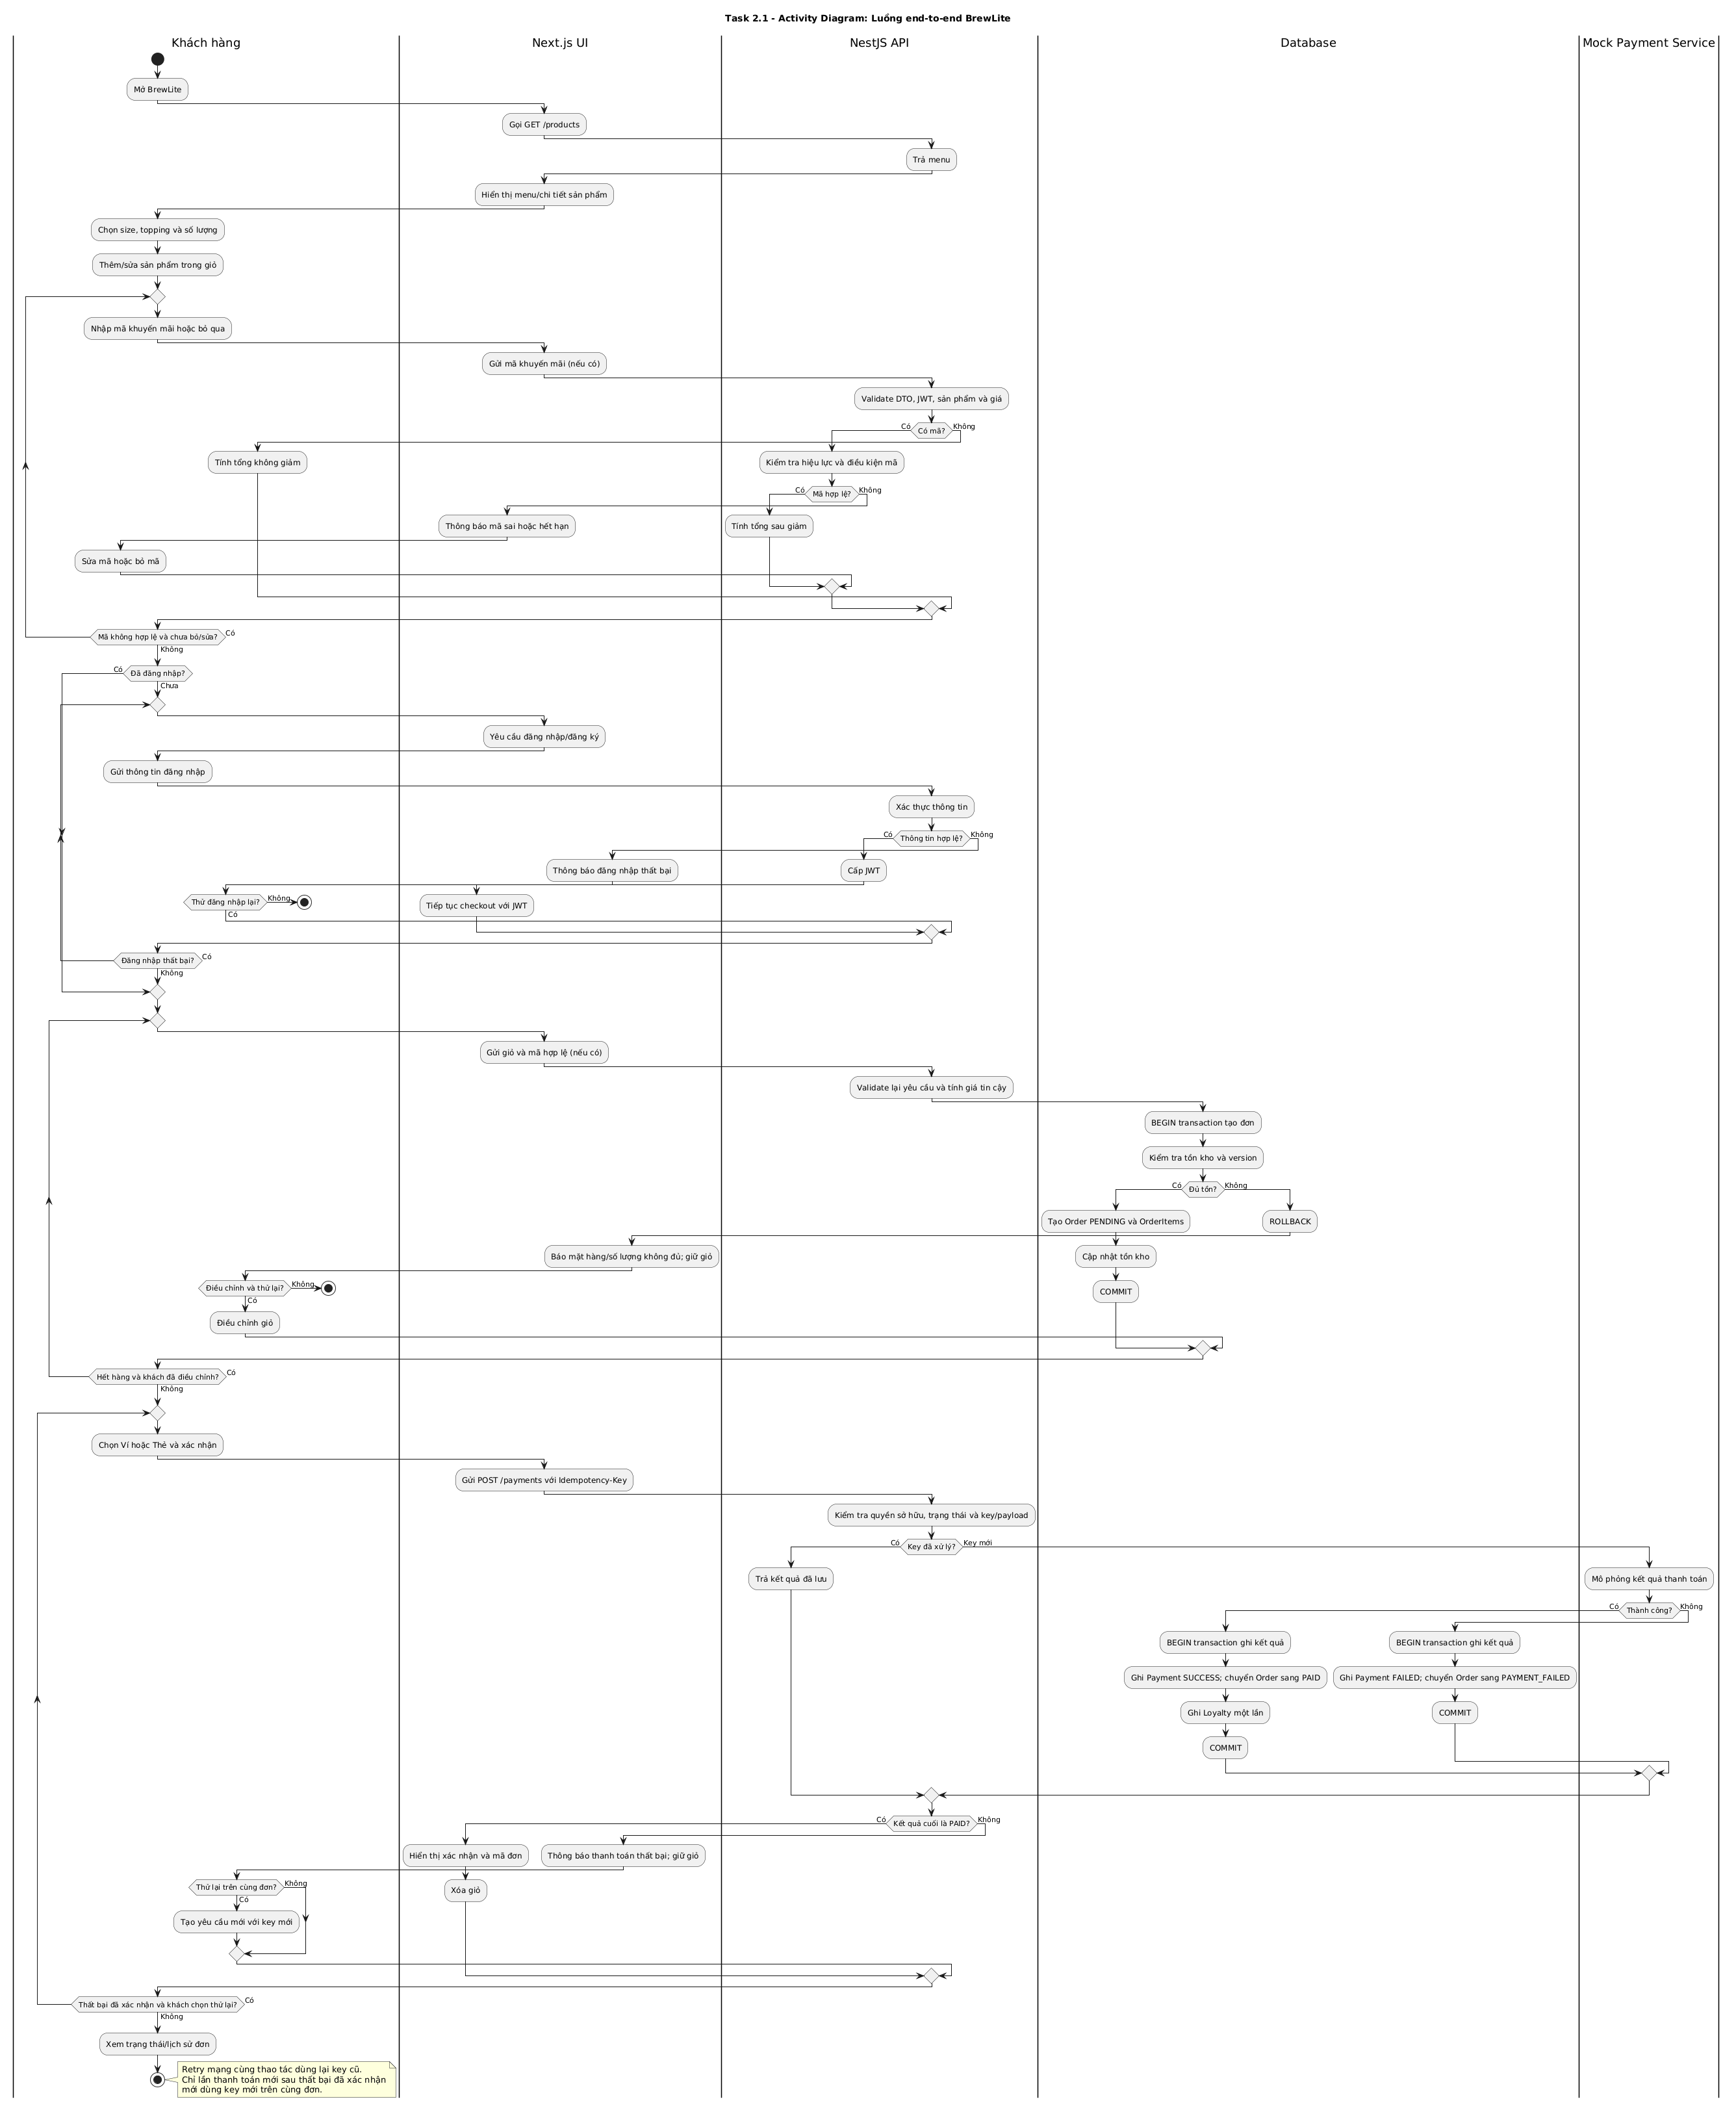 Task 2.1 - Activity Diagram: Luồng end-to-end BrewLite
Khách hàng
Next.js UI
NestJS API
Database
Mock Payment Service
Mở BrewLite
Gọi GET /products
Trả menu
Hiển thị menu/chi tiết sản phẩm
Chọn size, topping và số lượng
Thêm/sửa sản phẩm trong giỏ
Nhập mã khuyến mãi hoặc bỏ qua
Gửi mã khuyến mãi (nếu có)
Validate DTO, JWT, sản phẩm và giá
Có
Có mã?
Không
Tính tổng không giảm
Kiểm tra hiệu lực và điều kiện mã
Có
Mã hợp lệ?
Không
Thông báo mã sai hoặc hết hạn
Tính tổng sau giảm
Sửa mã hoặc bỏ mã
Mã không hợp lệ và chưa bỏ/sửa?
Có
Không
Có
Đã đăng nhập?
Chưa
Yêu cầu đăng nhập/đăng ký
Gửi thông tin đăng nhập
Xác thực thông tin
Có
Thông tin hợp lệ?
Không
Thông báo đăng nhập thất bại
Cấp JWT
Thử đăng nhập lại?
Không
Có
Tiếp tục checkout với JWT
Đăng nhập thất bại?
Có
Không
Gửi giỏ và mã hợp lệ (nếu có)
Validate lại yêu cầu và tính giá tin cậy
BEGIN transaction tạo đơn
Kiểm tra tồn kho và version
Có
Đủ tồn?
Không
Tạo Order PENDING và OrderItems
ROLLBACK
Báo mặt hàng/số lượng không đủ; giữ giỏ
Cập nhật tồn kho
Điều chỉnh và thử lại?
Không
Có
COMMIT
Điều chỉnh giỏ
Hết hàng và khách đã điều chỉnh?
Có
Không
Chọn Ví hoặc Thẻ và xác nhận
Gửi POST /payments với Idempotency-Key
Kiểm tra quyền sở hữu, trạng thái và key/payload
Có
Key đã xử lý?
Key mới
Trả kết quả đã lưu
Mô phỏng kết quả thanh toán
Có
Thành công?
Không
BEGIN transaction ghi kết quả
BEGIN transaction ghi kết quả
Ghi Payment SUCCESS; chuyển Order sang PAID
Ghi Payment FAILED; chuyển Order sang PAYMENT_FAILED
Ghi Loyalty một lần
COMMIT
COMMIT
Có
Kết quả cuối là PAID?
Không
Hiển thị xác nhận và mã đơn
Thông báo thanh toán thất bại; giữ giỏ
Thử lại trên cùng đơn?
Không
Có
Xóa giỏ
Tạo yêu cầu mới với key mới
Thất bại đã xác nhận và khách chọn thử lại?
Có
Không
Xem trạng thái/lịch sử đơn
Retry mạng cùng thao tác dùng lại key cũ.
Chỉ lần thanh toán mới sau thất bại đã xác nhận
mới dùng key mới trên cùng đơn.